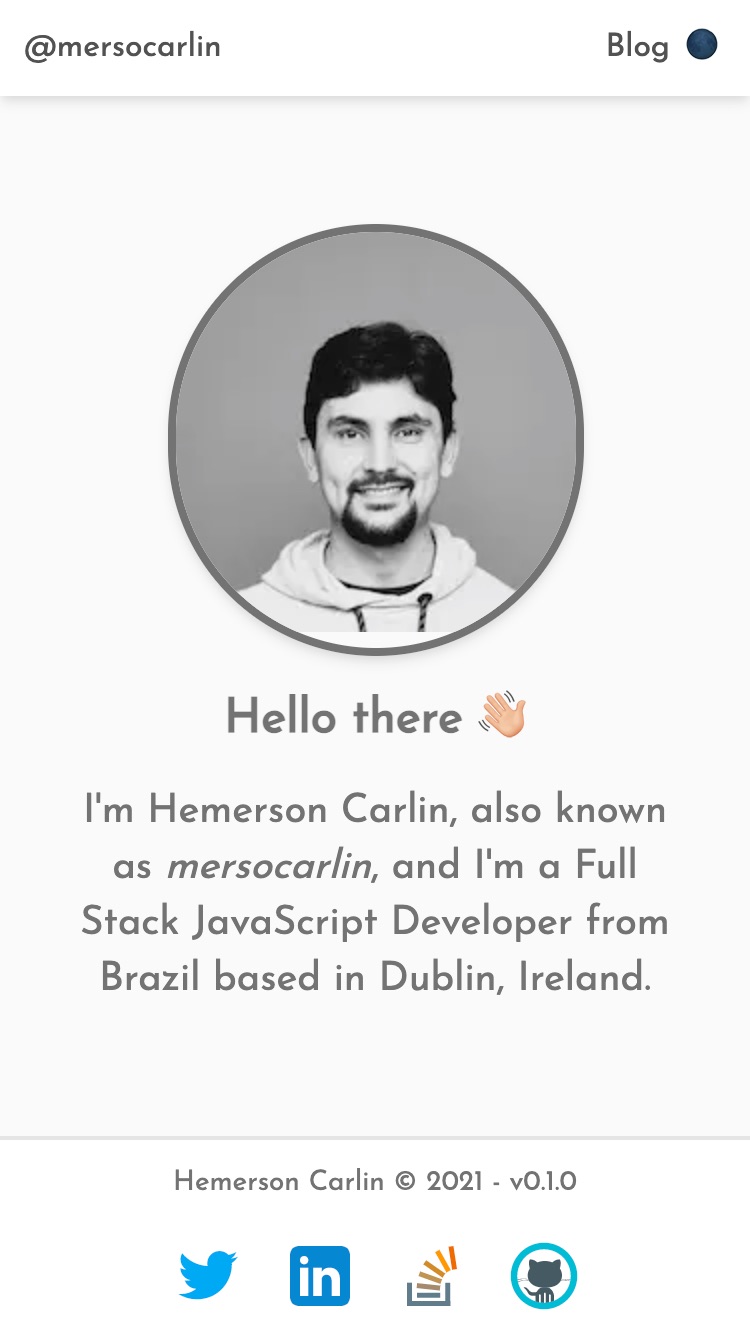 @mersocarlin
Blog
Hello there 👋🏼
I'm Hemerson Carlin, also known
as mersocarlin, and I'm a Full
Stack JavaScript Developer from
Brazil based in Dublin, Ireland.
Hemerson Carlin © 2021 - v0.1.0
in